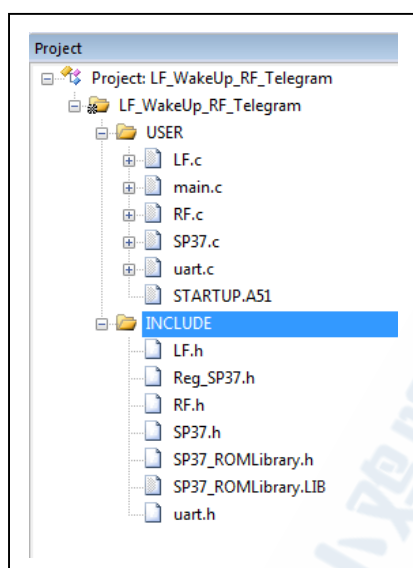 Project
Project: LF_WakeUp_RF_Telegram
LF_WakeUp_RF_Telegram
USER
LF.c
main.c
RF.c
SP37.c
uart.c
STARTUP.A51
INCLUDE
LF.h
Reg_SP37.h
RF.h
SP37.h
SP37_ROMLibrary.h
SP37_ROMLibrary.LIB
uart.h